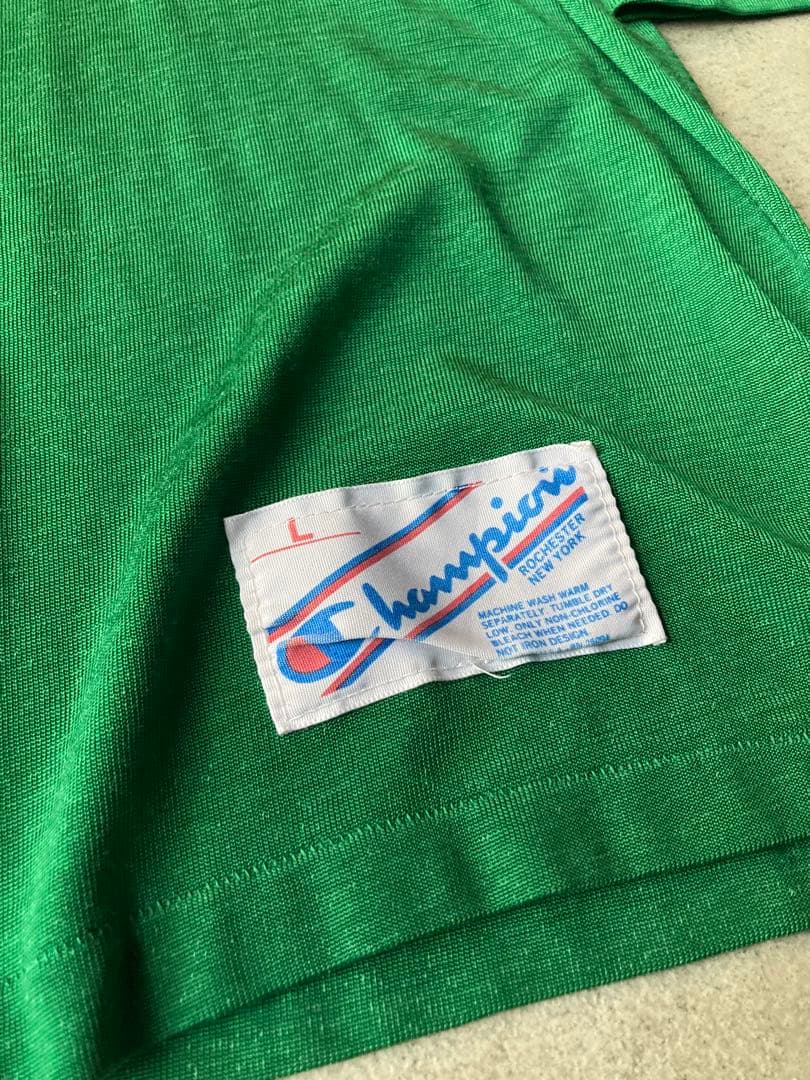 L
Champion
ROCHESTER
NEW YORK
MACHINE WASH WARM
SEPARATELY TUMBLE DRY
LOW ONLY NON-CHLORINE
BLEACH WHEN NEEDED DO
NOT IRON DESIGN